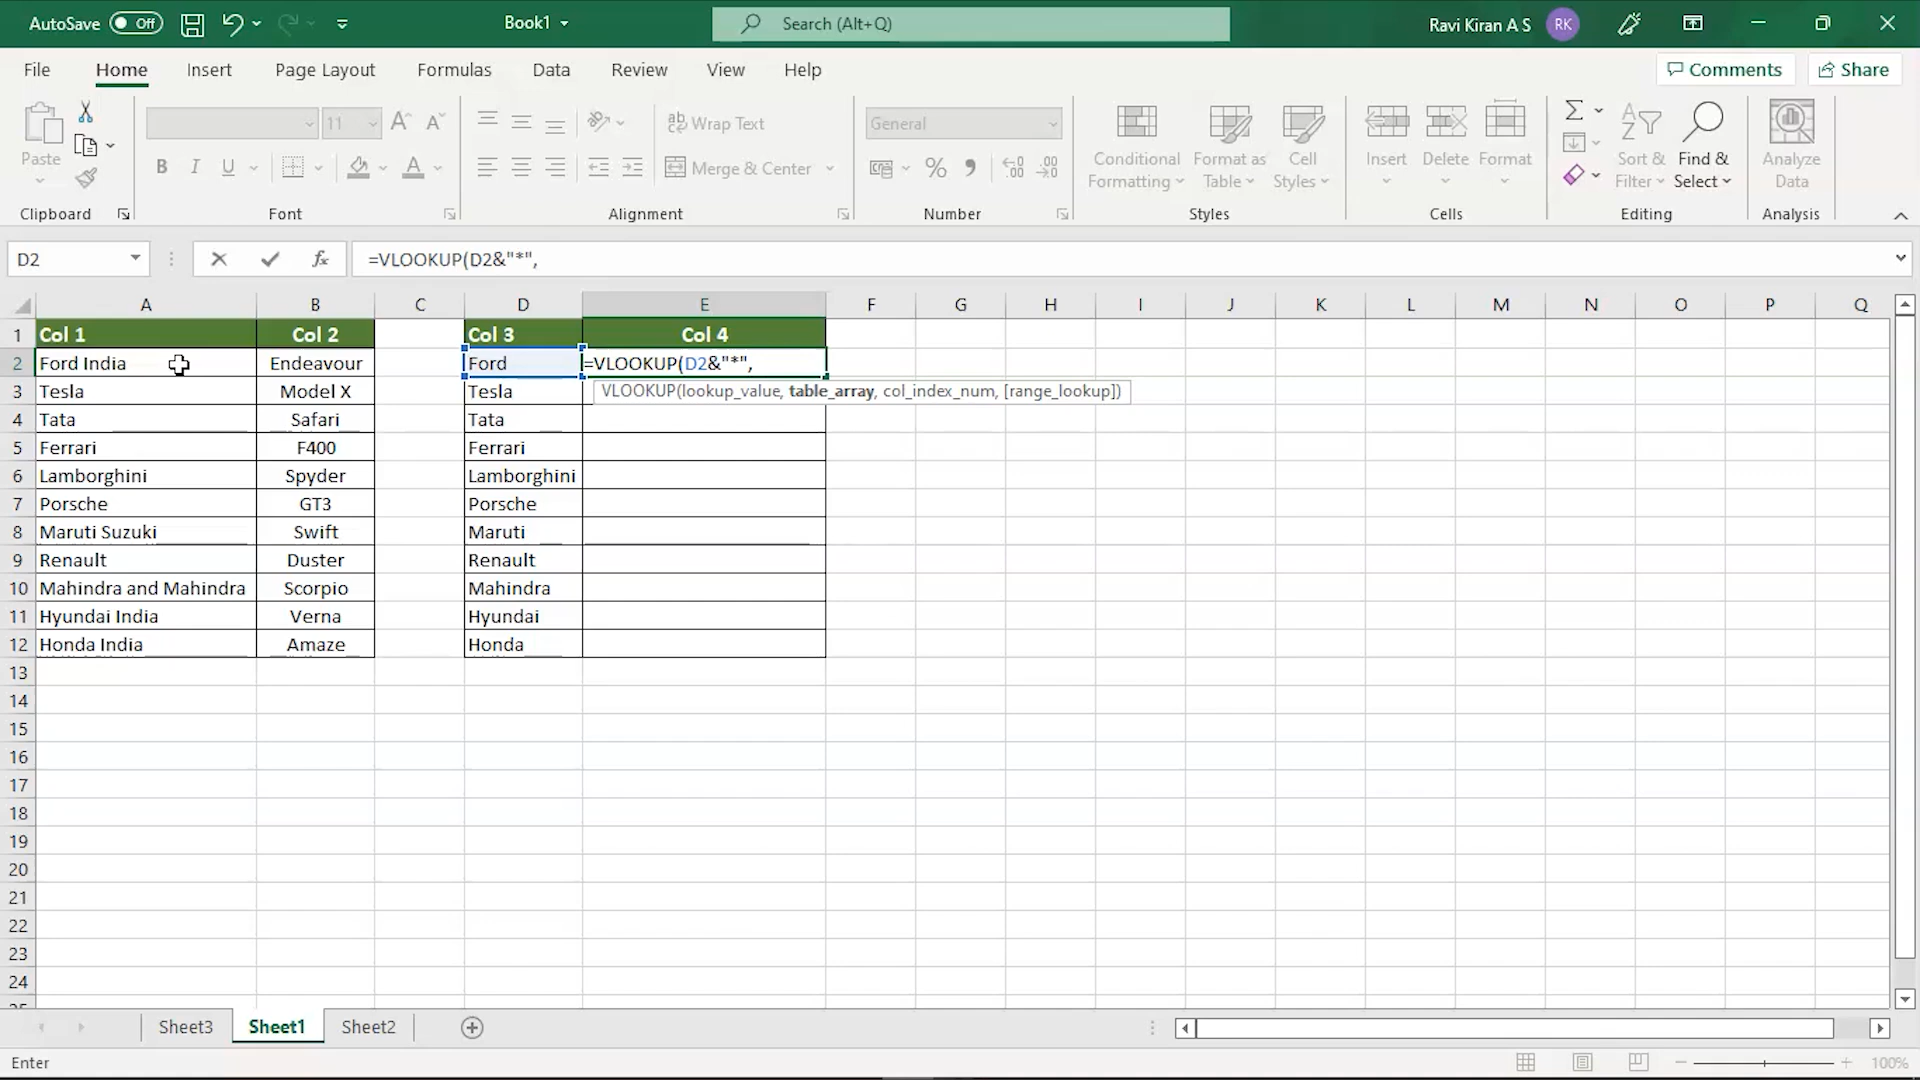 AutoSave Off Book1 Search (Alt+Q) Ravi Kiran A S RK
File Home Insert Page Layout Formulas Data Review View Help Comments Share
Paste 11 B I U ab Wrap Text Merge & Center General % Conditional Formatting Format as Table Cell Styles Insert Delete Format Sort & Filter Find & Select Analyze Data
Clipboard Font Alignment Number Styles Cells Editing Analysis
D2 fx =VLOOKUP(D2&"*",
A B C D E F G H I J K L M N O P Q
1 Col 1 Col 2 Col 3 Col 4
2 Ford India Endeavour Ford =VLOOKUP(D2&"*",
3 Tesla Model X Tesla VLOOKUP(lookup_value, table_array, col_index_num, [range_lookup])
4 Tata Safari Tata
5 Ferrari F400 Ferrari
6 Lamborghini Spyder Lamborghini
7 Porsche GT3 Porsche
8 Maruti Suzuki Swift Maruti
9 Renault Duster Renault
10 Mahindra and Mahindra Scorpio Mahindra
11 Hyundai India Verna Hyundai
12 Honda India Amaze Honda
13
14
15
16
17
18
19
20
21
22
23
24
Sheet3 Sheet1 Sheet2
Enter 100%